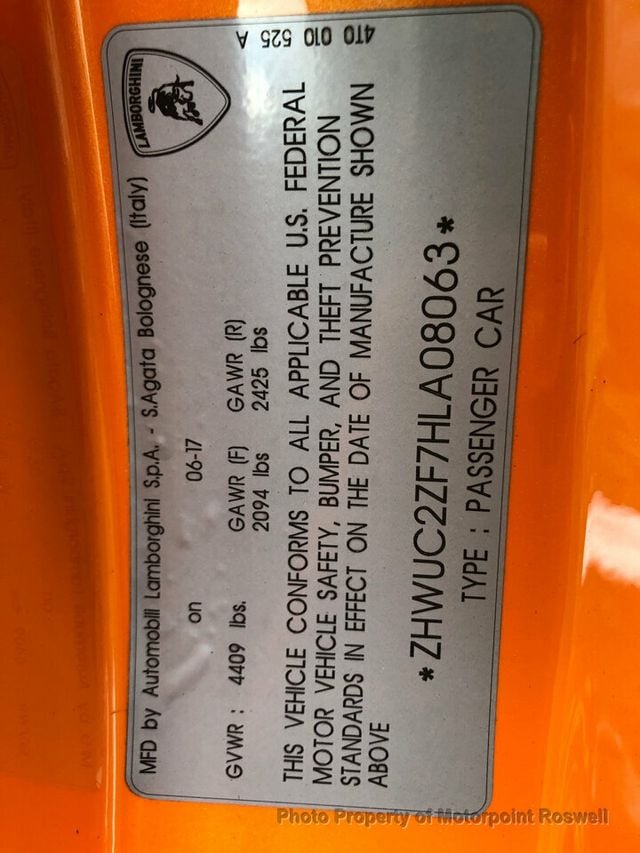 LAMBORGHINI
4T0 010 525 A
MFD by Automobili Lamborghini S.p.A. - S.Agata Bolognese (Italy)
on 06-17
GVWR : 4409 lbs. GAWR (F) GAWR (R)
2094 lbs 2425 lbs
THIS VEHICLE CONFORMS TO ALL APPLICABLE U.S. FEDERAL
MOTOR VEHICLE SAFETY, BUMPER, AND THEFT PREVENTION
STANDARDS IN EFFECT ON THE DATE OF MANUFACTURE SHOWN
ABOVE
*ZHWUC2ZF7HLA08063*
TYPE : PASSENGER CAR
Photo Property of Motorpoint Roswell